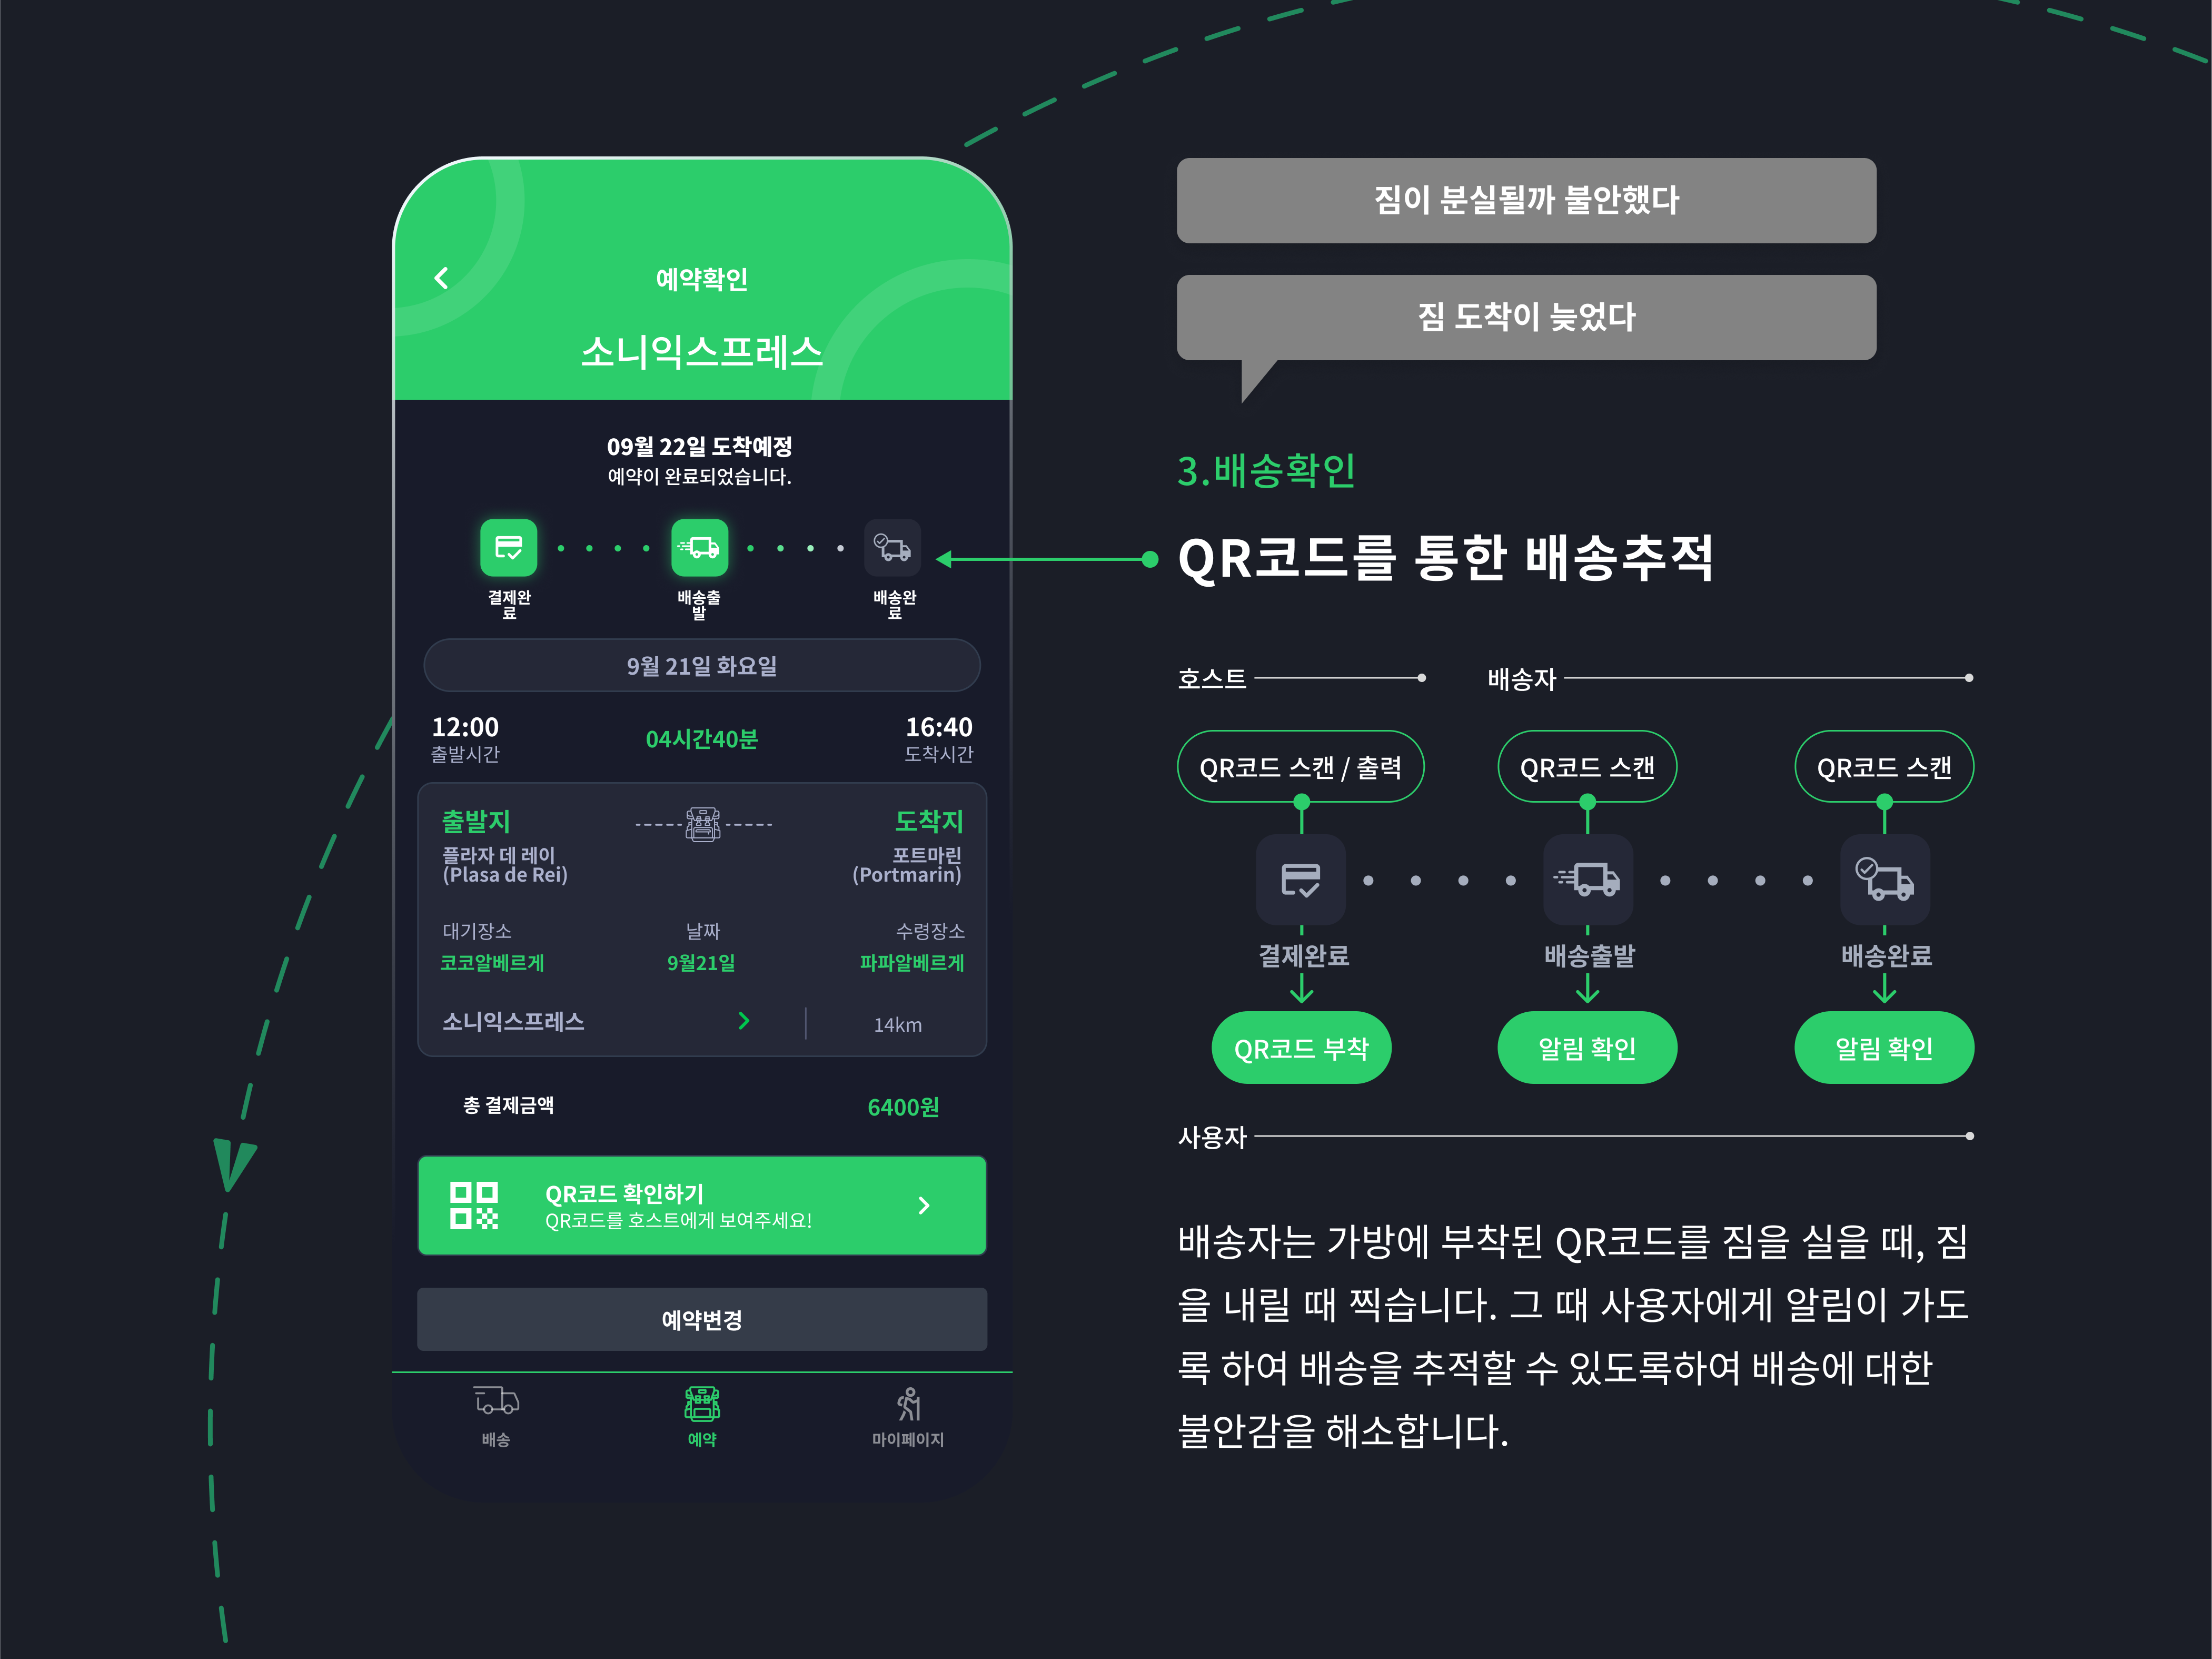 예약확인
소니익스프레스
09월 22일 도착예정
예약이 완료되었습니다.
결제완
료
배송출
발
배송완
료
9월 21일 화요일
12:00
출발시간
04시간40분
16:40
도착시간
출발지
도착지
플라자 데 레이
(Plasa de Rei)
포트마린
(Portmarin)
대기장소
날짜
수령장소
코코알베르게
9월21일
파파알베르게
소니익스프레스
14km
총 결제금액
6400원
QR코드 확인하기
QR코드를 호스트에게 보여주세요!
예약변경
배송
예약
마이페이지
짐이 분실될까 불안했다
짐 도착이 늦었다
3.배송확인
QR코드를 통한 배송추적
호스트
배송자
QR코드 스캔 / 출력
QR코드 스캔
QR코드 스캔
결제완료
배송출발
배송완료
QR코드 부착
알림 확인
알림 확인
사용자
배송자는 가방에 부착된 QR코드를 짐을 실을 때, 짐
을 내릴 때 찍습니다. 그 때 사용자에게 알림이 가도
록 하여 배송을 추적할 수 있도록하여 배송에 대한
불안감을 해소합니다.